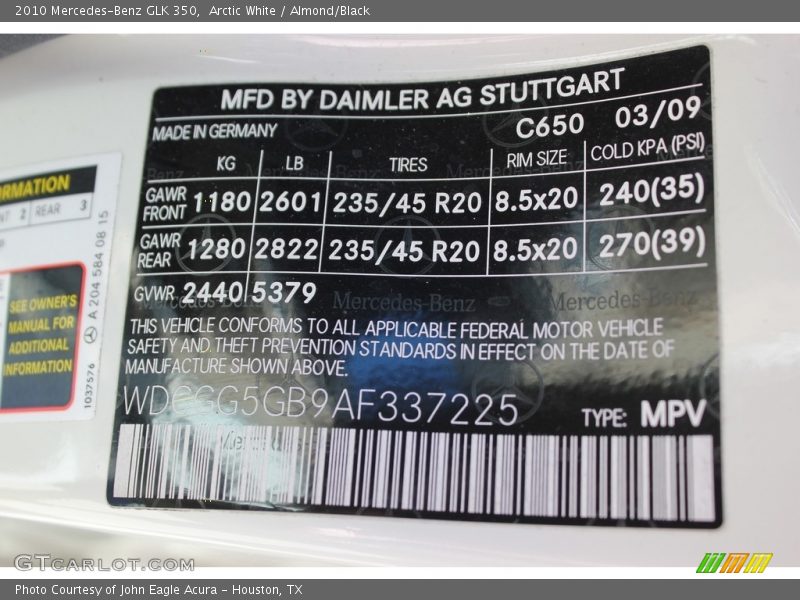 2010 Mercedes-Benz GLK 350, Arctic White / Almond/Black
MFD BY DAIMLER AG STUTTGART
MADE IN GERMANY C650 03/09
KG LB TIRES RIM SIZE COLD KPA (PSI)
GAWR FRONT 1180 2601 235/45 R20 8.5x20 240(35)
GAWR REAR 1280 2822 235/45 R20 8.5x20 270(39)
GVWR 2440 5379
Mercedes-Benz Mercedes-Benz
THIS VEHICLE CONFORMS TO ALL APPLICABLE FEDERAL MOTOR VEHICLE
SAFETY AND THEFT PREVENTION STANDARDS IN EFFECT ON THE DATE OF
MANUFACTURE SHOWN ABOVE.
WDCGG5GB9AF337225 TYPE: MPV
REAR 3
SEE OWNER'S
MANUAL FOR
ADDITIONAL
INFORMATION
A 204 584 08 15
1037576
GTCARLOT.COM
Photo Courtesy of John Eagle Acura - Houston, TX